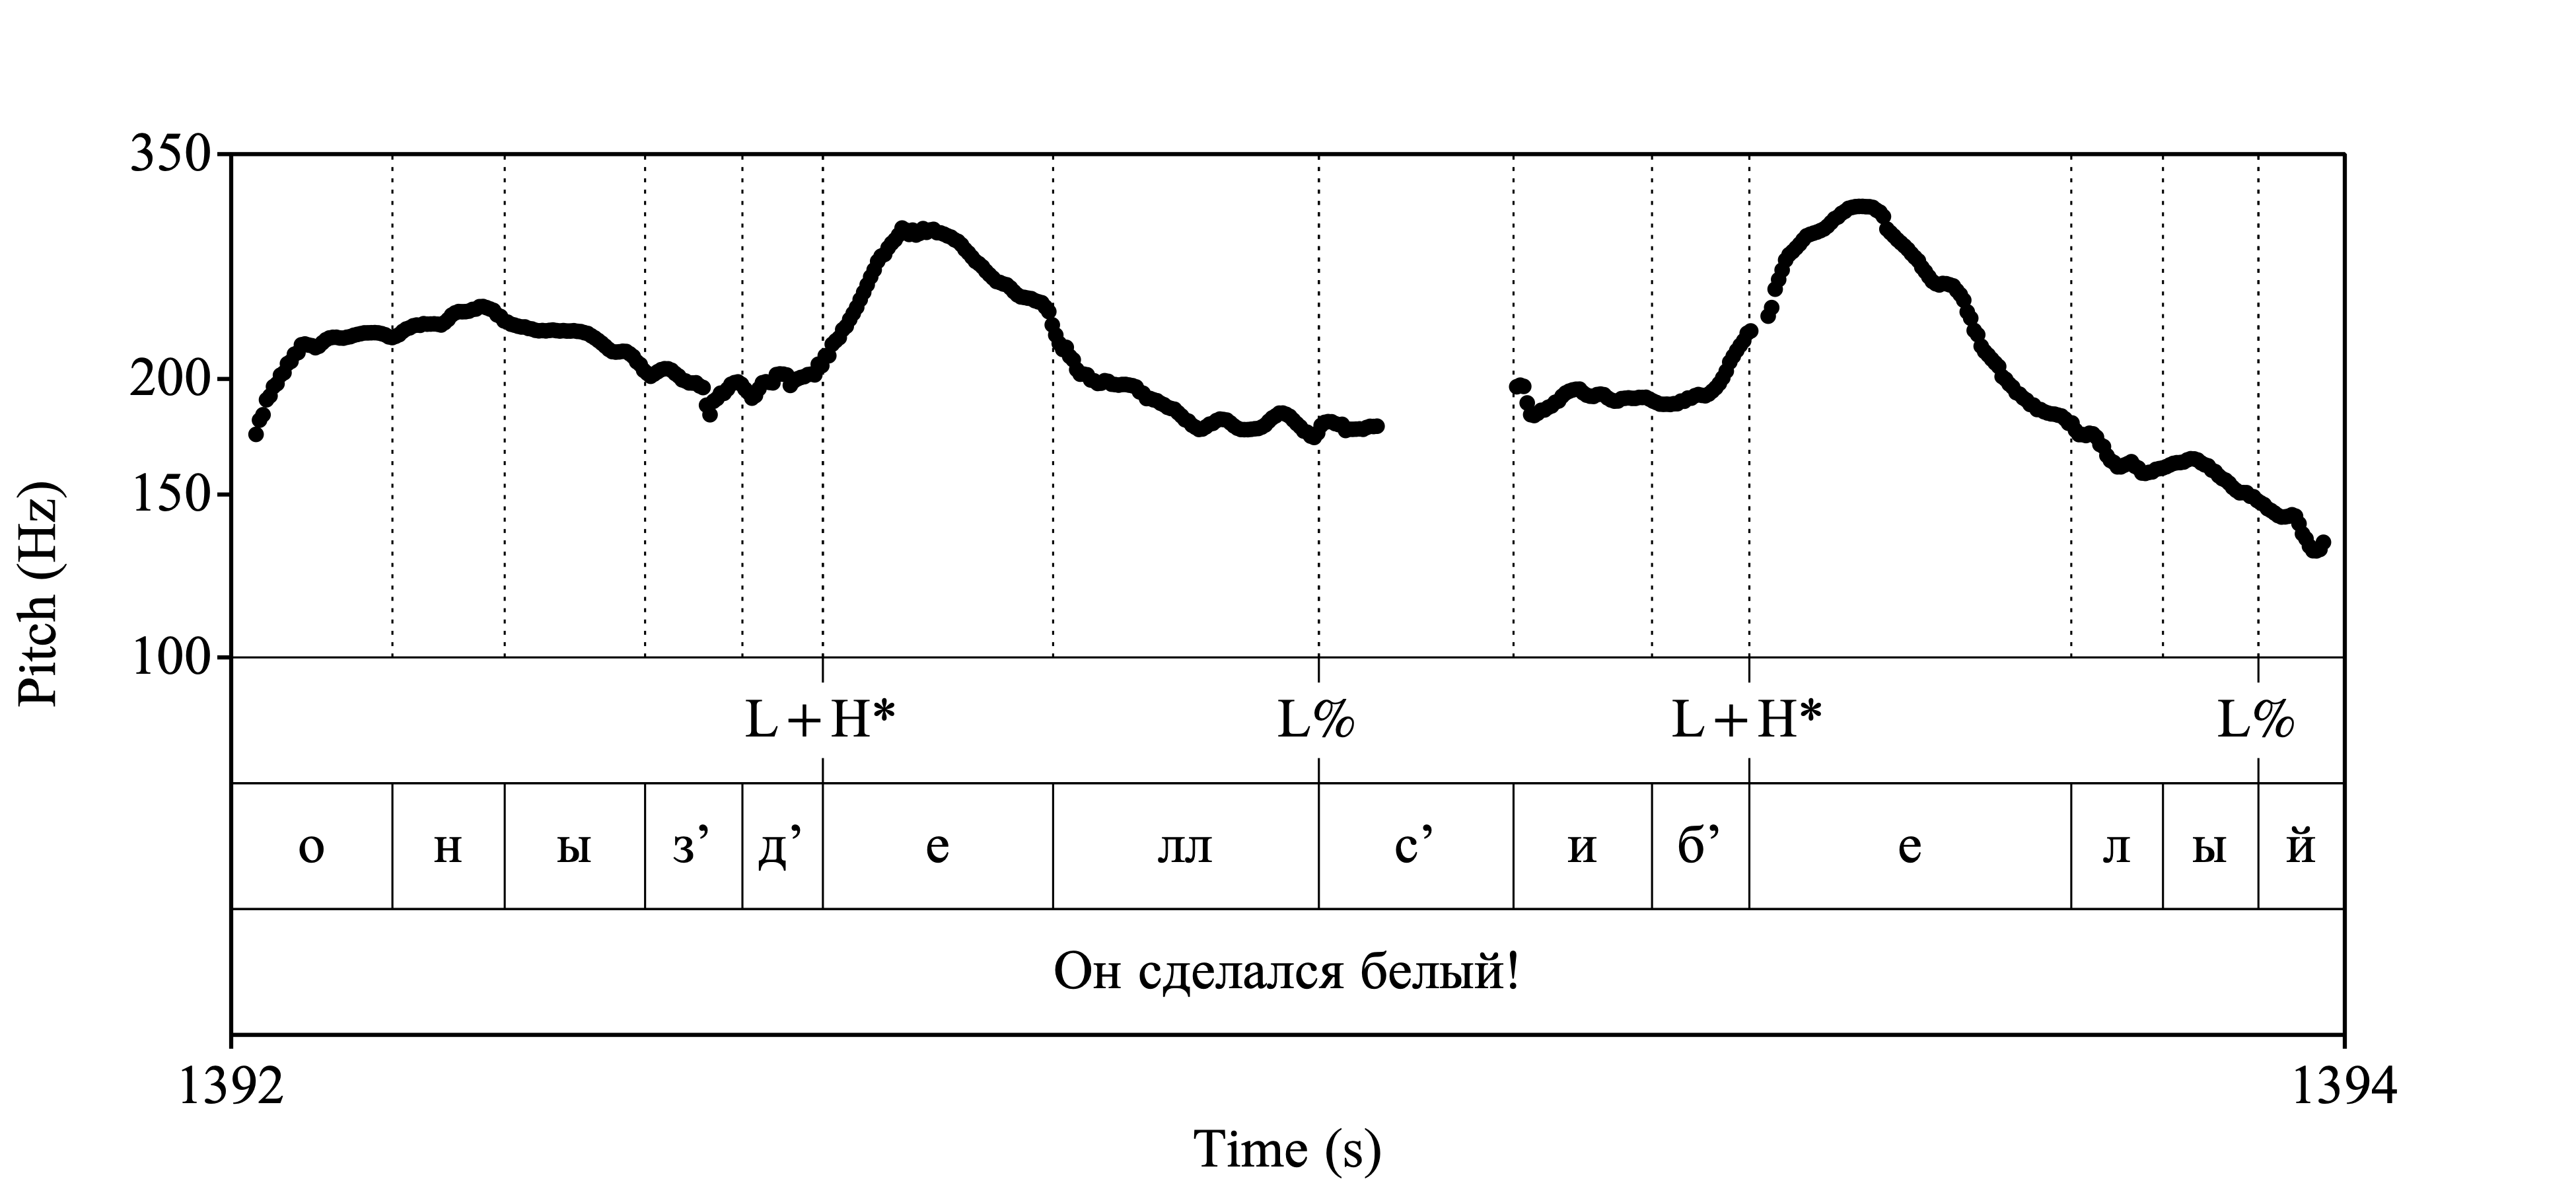 350
200
150
100
Pitch (Hz)
L+H* L% L+H* L%
о н ы з’ д’ е лл с’ и б’ е л ы й
Он сделался белый!
1392 1394
Time (s)